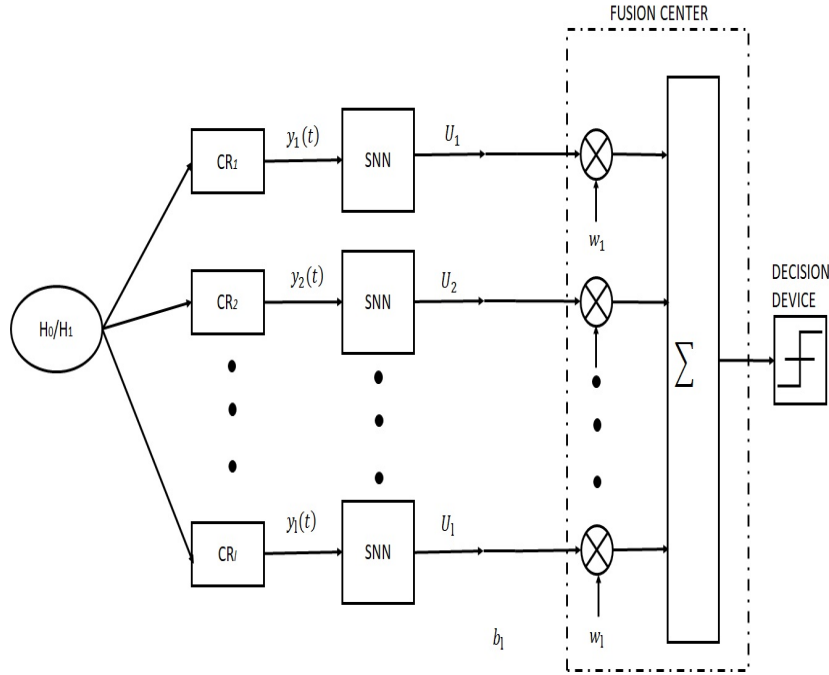 FUSION CENTER
CR1 y1(t) SNN U1
w1
CR2 y2(t) SNN U2
H0/H1
DECISION
DEVICE
∑
CRl yl(t) SNN Ul
bl wl